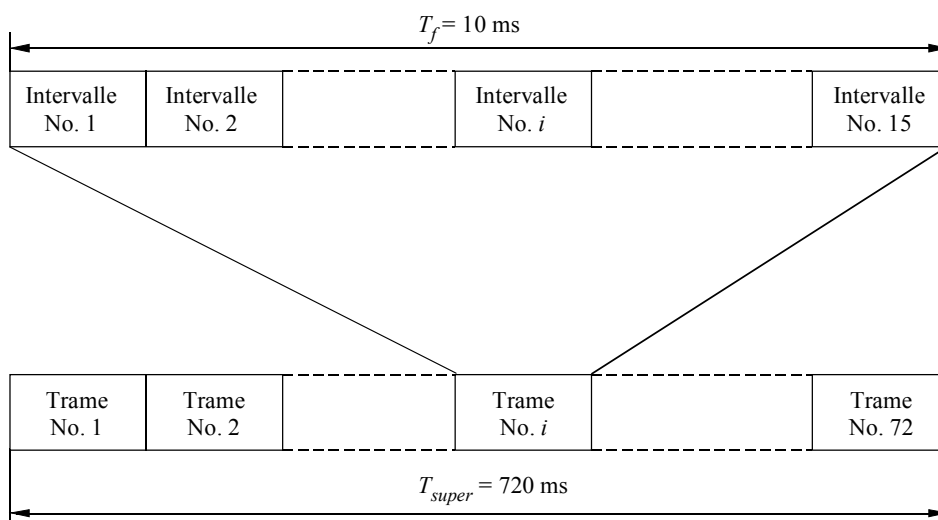 T_f = 10 ms
Intervalle
No. 1
Intervalle
No. 2
Intervalle
No. i
Intervalle
No. 15
Trame
No. 1
Trame
No. 2
Trame
No. i
Trame
No. 72
T_super = 720 ms